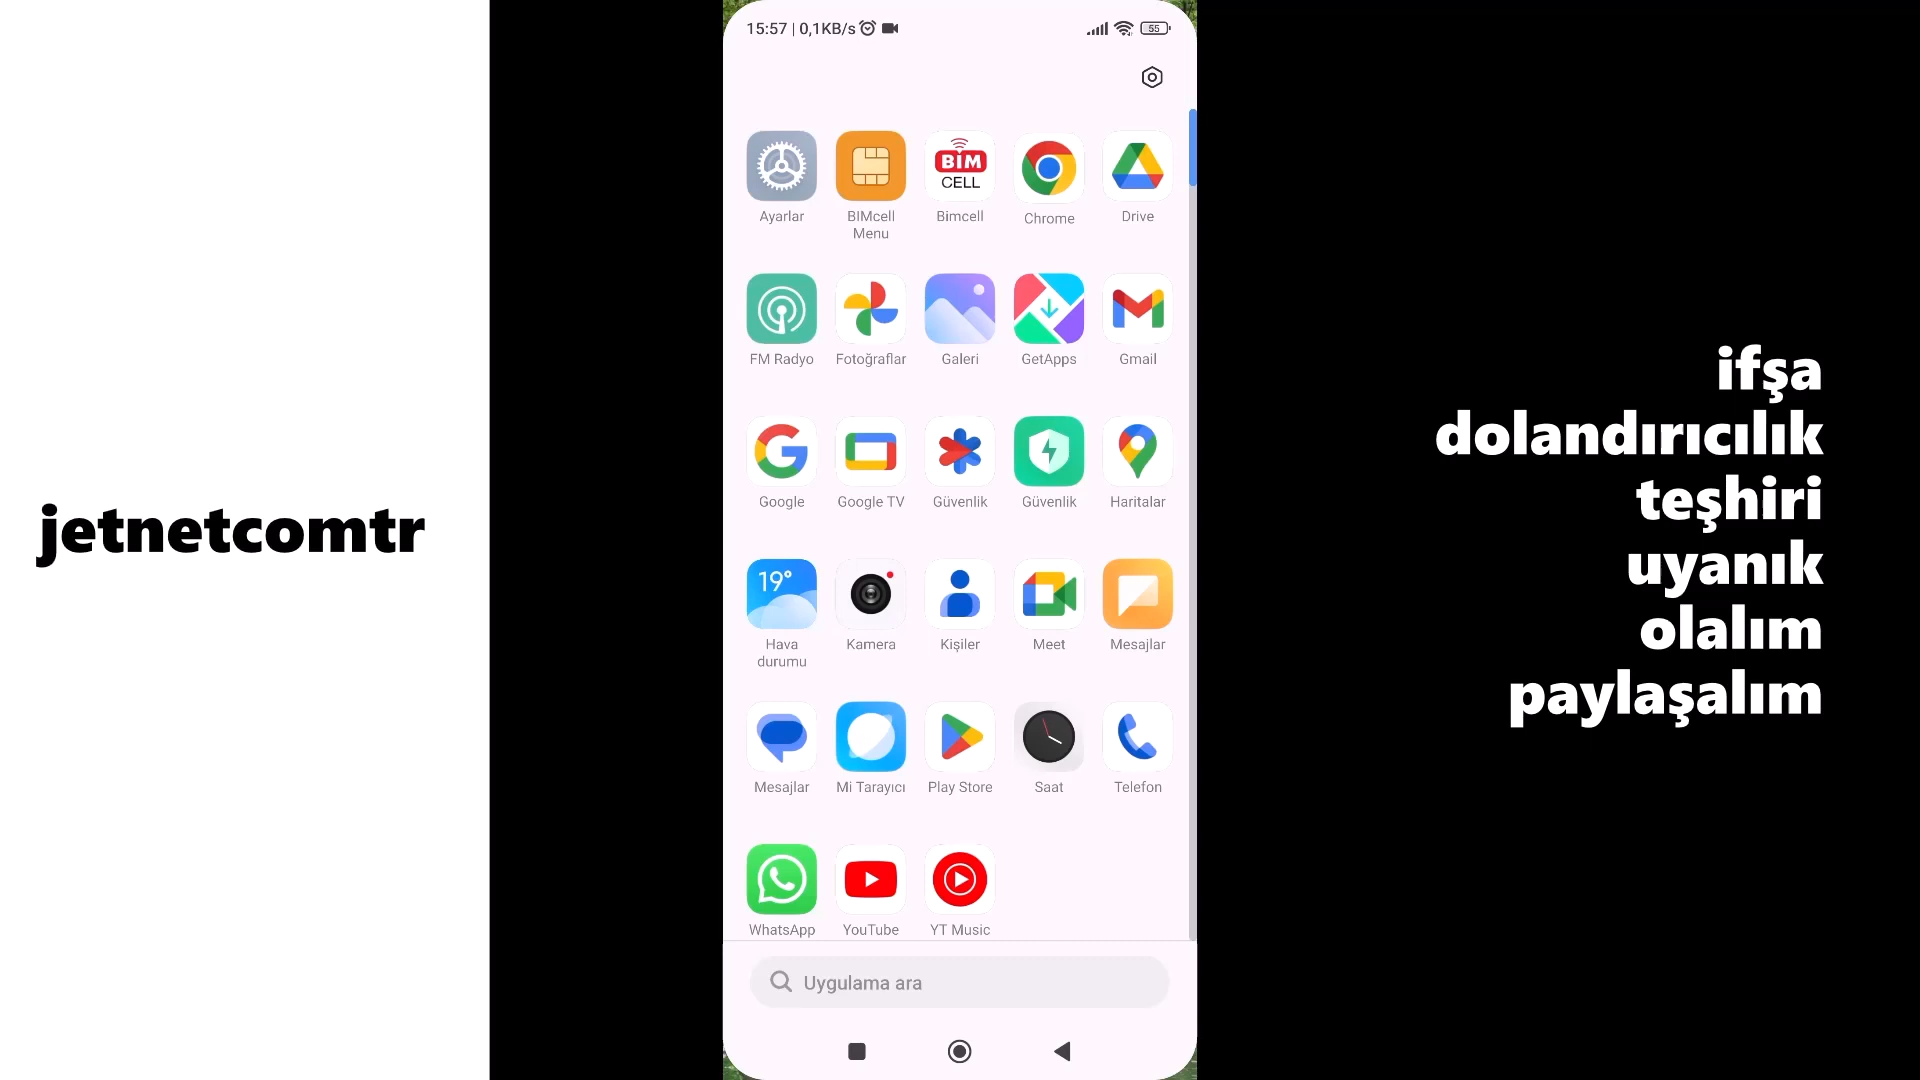 jetnetcomtr
15:57 | 0,1KB/s
55
BİM
CELL
Ayarlar
BIMcell
Menu
Bimcell
Chrome
Drive
FM Radyo
Fotoğraflar
Galeri
GetApps
Gmail
Google
Google TV
Güvenlik
Güvenlik
Haritalar
19°
Hava
durumu
Kamera
Kişiler
Meet
Mesajlar
Mesajlar
Mi Tarayıcı
Play Store
Saat
Telefon
WhatsApp
YouTube
YT Music
Uygulama ara
ifşa
dolandırıcılık
teşhiri
uyanık
olalım
paylaşalım